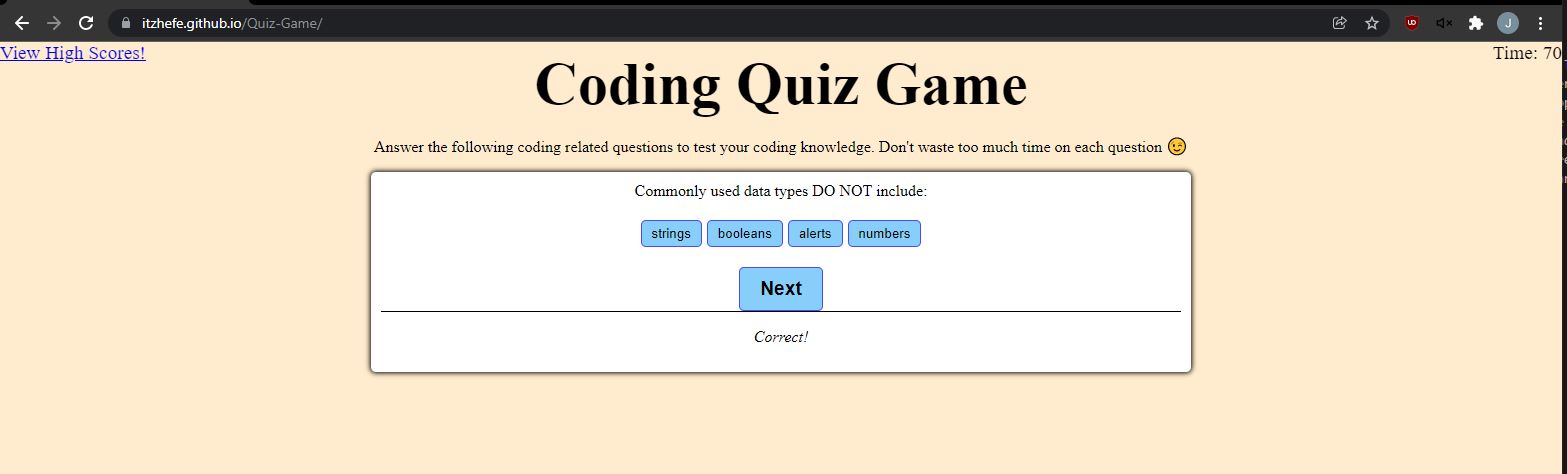 itzhefe.github.io/Quiz-Game/
J
View High Scores!
Time: 70
Coding Quiz Game
Answer the following coding related questions to test your coding knowledge. Don't waste too much time on each question 😉
Commonly used data types DO NOT include:
strings booleans alerts numbers
Next
Correct!